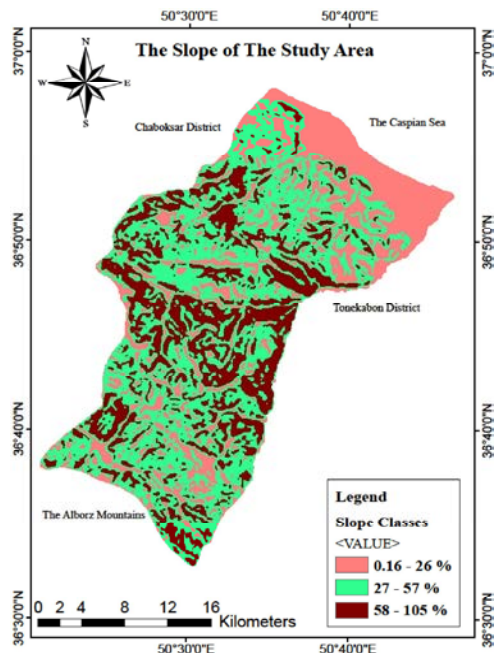 50°30'0"E
50°40'0"E
37°0'0"N
37°0'0"N
The Slope of The Study Area
N
W
E
S
Chaboksar District
The Caspian Sea
36°50'0"N
36°50'0"N
Tonekabon District
36°40'0"N
36°40'0"N
The Alborz Mountains
Legend
Slope Classes
<VALUE>
0.16 - 26 %
27 - 57 %
58 - 105 %
0 2 4 8 12 16
Kilometers
36°30'0"N
36°30'0"N
50°30'0"E
50°40'0"E